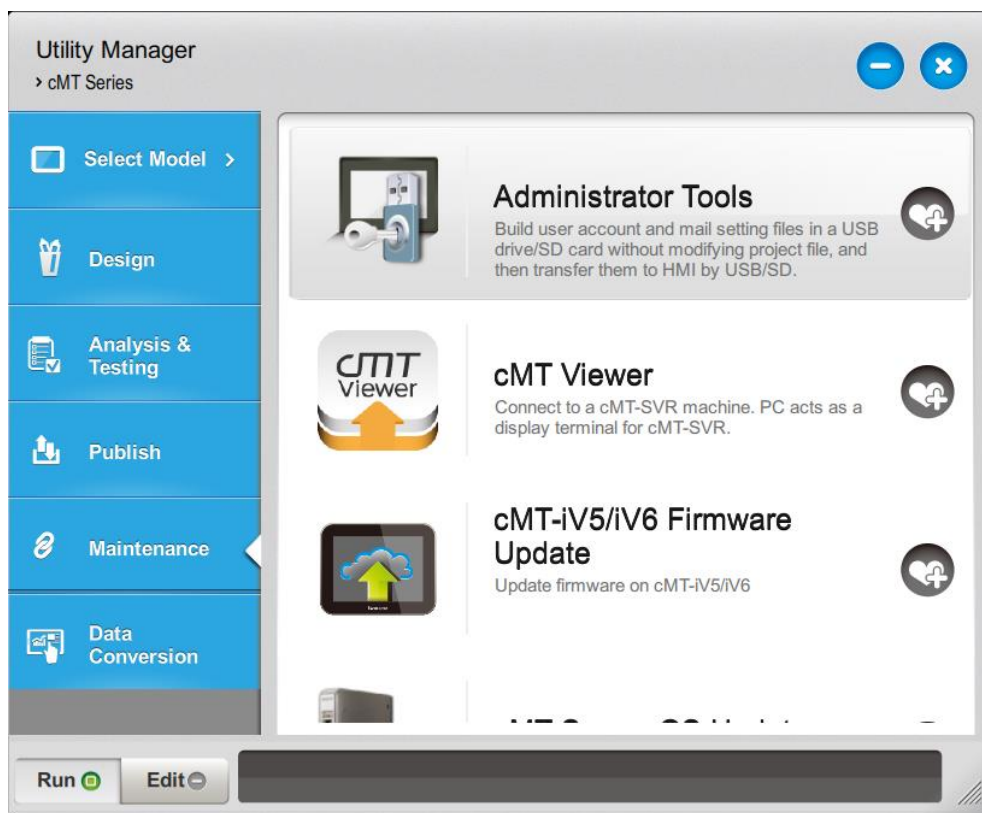 Utility Manager
> cMT Series
Select Model >
Design
Analysis &
Testing
Publish
Maintenance
Data
Conversion
Administrator Tools
Build user account and mail setting files in a USB
drive/SD card without modifying project file, and
then transfer them to HMI by USB/SD.
cMT
Viewer
cMT Viewer
Connect to a cMT-SVR machine. PC acts as a
display terminal for cMT-SVR.
cMT-iV5/iV6 Firmware
Update
Update firmware on cMT-iV5/iV6
Run
Edit